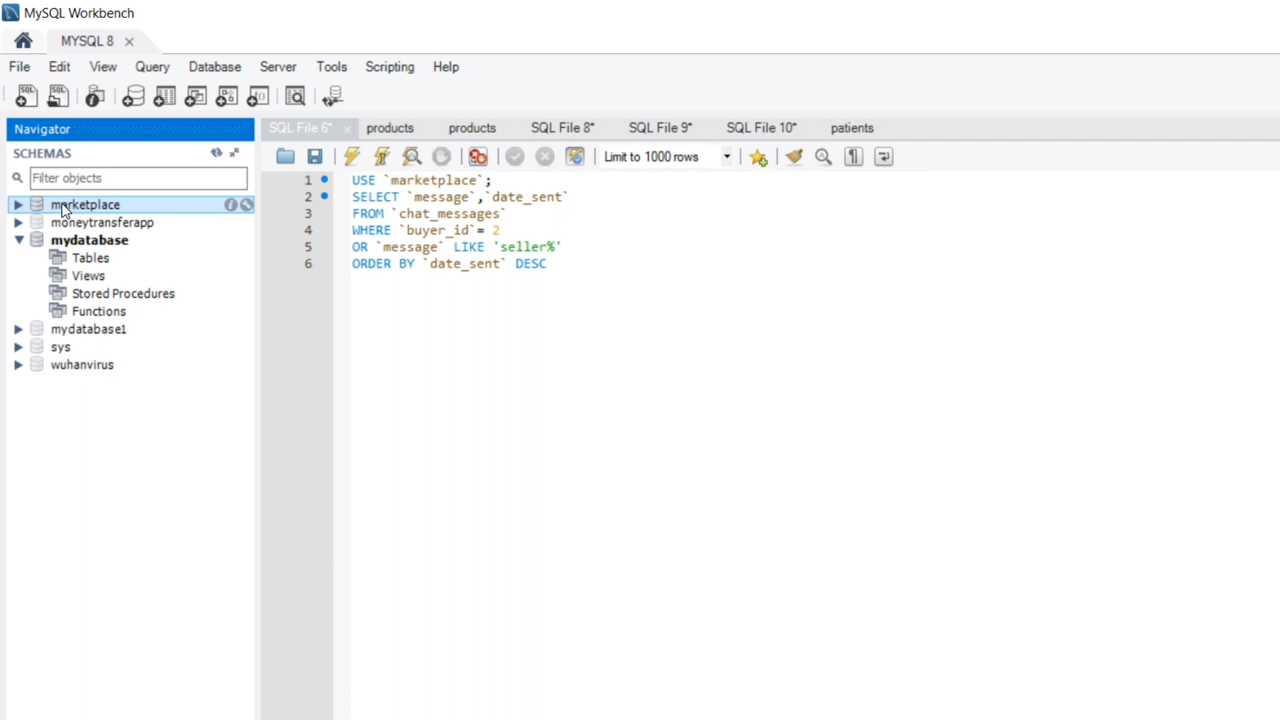 MySQL Workbench
MYSQL 8
File Edit View Query Database Server Tools Scripting Help
Navigator
SCHEMAS
Filter objects
marketplace
moneytransferapp
mydatabase
Tables
Views
Stored Procedures
Functions
mydatabase1
sys
wuhanvirus
SQL File 6* products products SQL File 8* SQL File 9* SQL File 10* patients
Limit to 1000 rows
1 USE `marketplace`;
2 SELECT `message`,`date_sent`
3 FROM `chat_messages`
4 WHERE `buyer_id`= 2
5 OR `message` LIKE 'seller%'
6 ORDER BY `date_sent` DESC